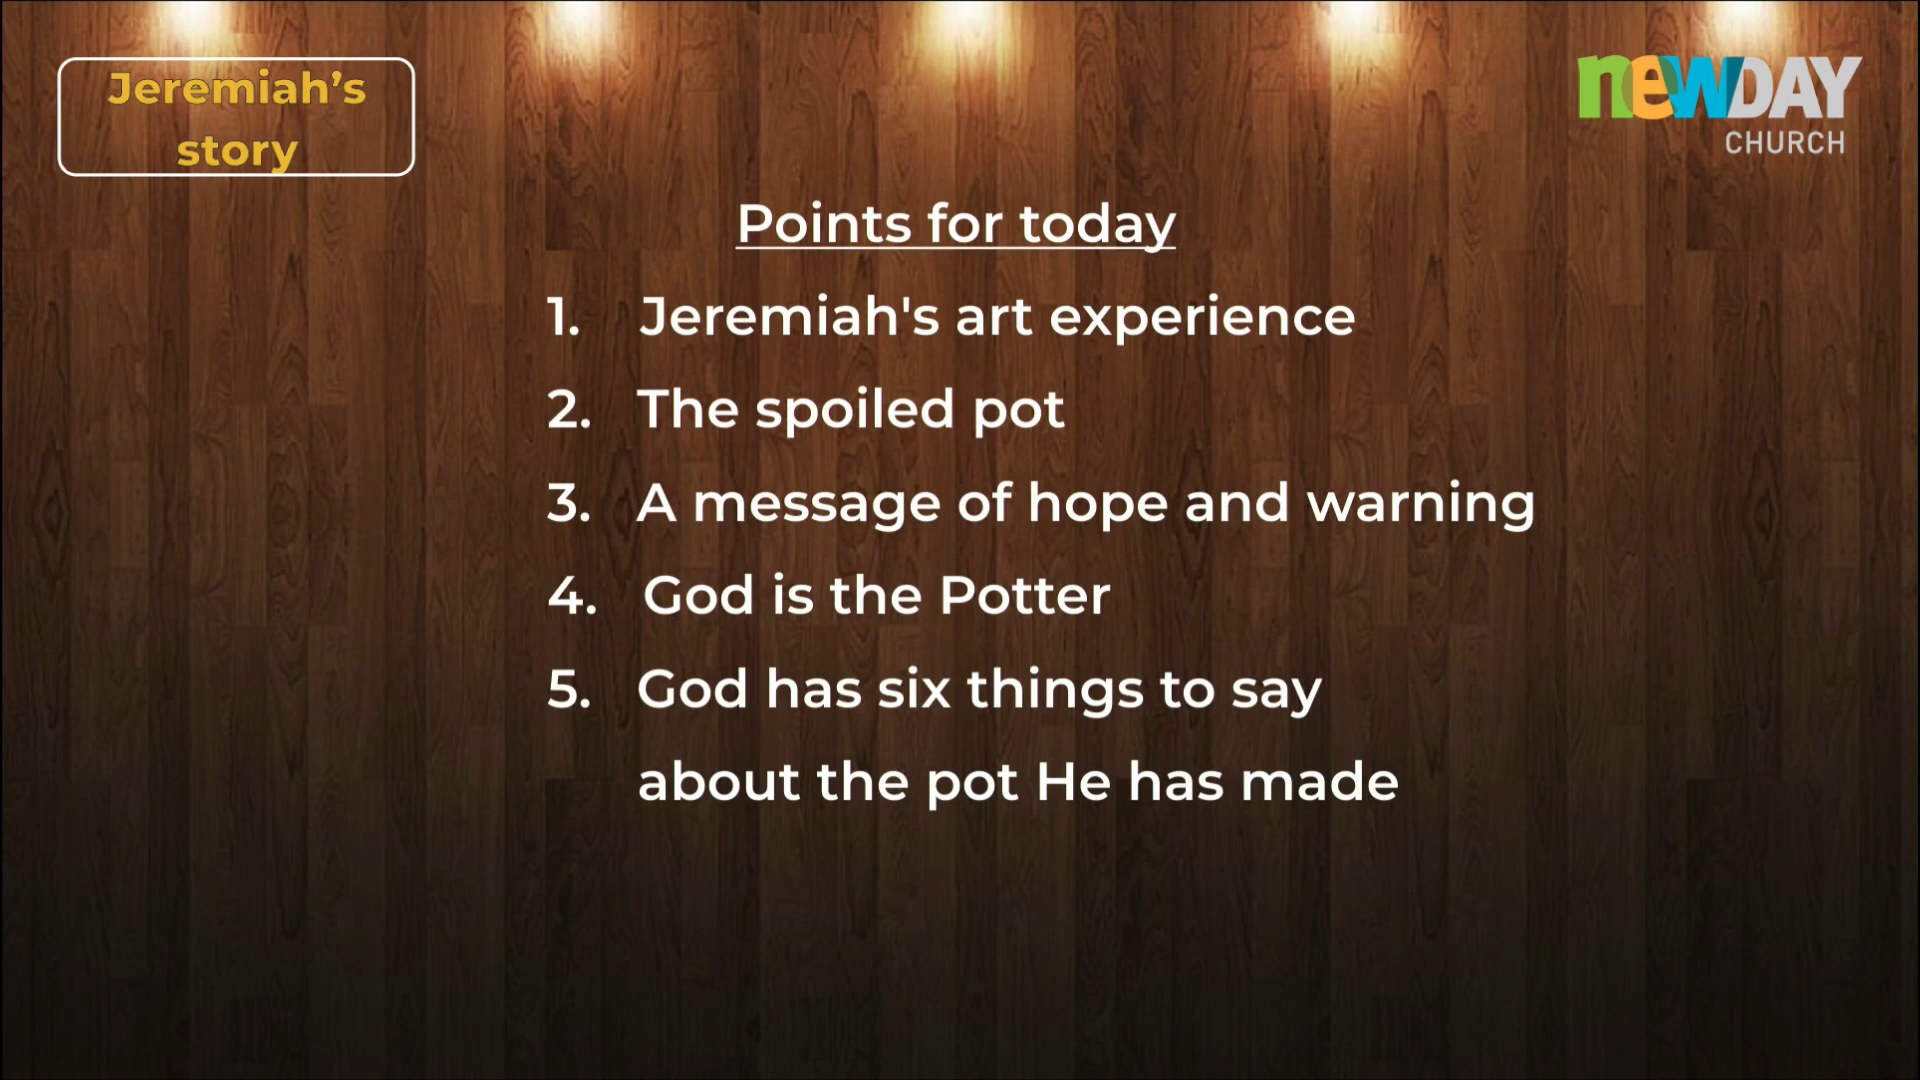 Jeremiah’s
story
newDAY
CHURCH
Points for today
1. Jeremiah's art experience
2. The spoiled pot
3. A message of hope and warning
4. God is the Potter
5. God has six things to say
about the pot He has made